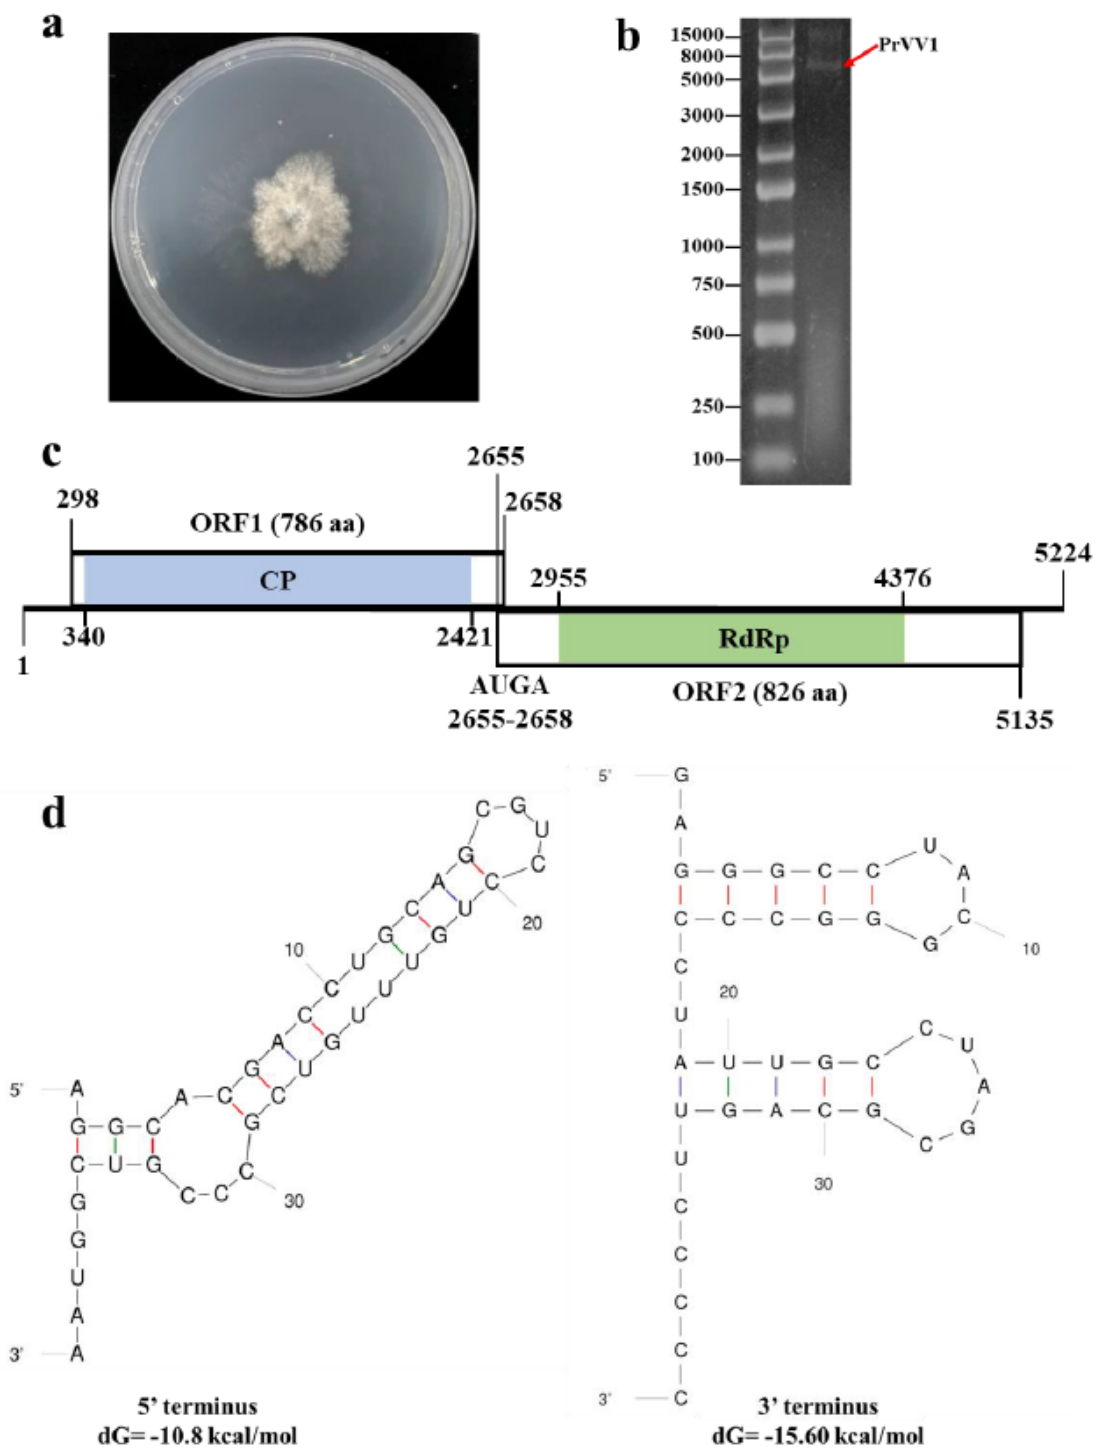 a
b
15000
8000
5000
3000
2000
1500
1000
750
500
250
100
PrVV1
c
298
ORF1 (786 aa)
2655
2658
CP
2955
4376
5224
1
340
2421
RdRp
AUGA
2655-2658
ORF2 (826 aa)
5135
d
5'
A G G C A C G A C C U G C A G C G U C C C U G U U U G U C G C C C G U C G G U A A
10
20
30
3'
5' terminus
dG= -10.8 kcal/mol
5'
G A G G G C C U A C G G G C C C C U A U U G C C U A G C G C A G U U C C C C C
10
20
30
3'
3' terminus
dG= -15.60 kcal/mol